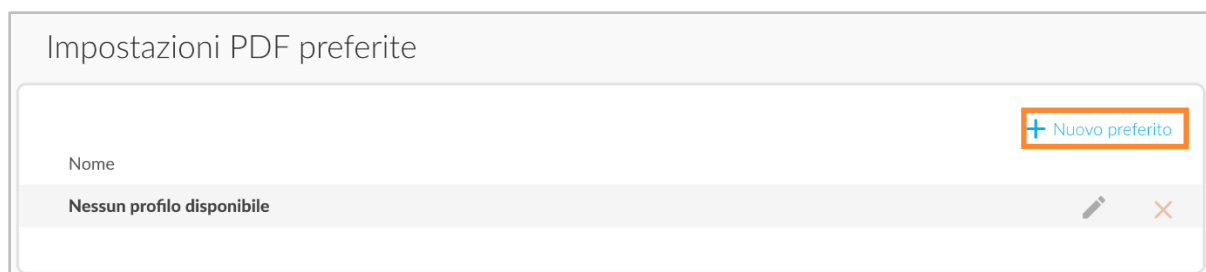 Impostazioni PDF preferite
Nuovo preferito
Nome
Nessun profilo disponibile